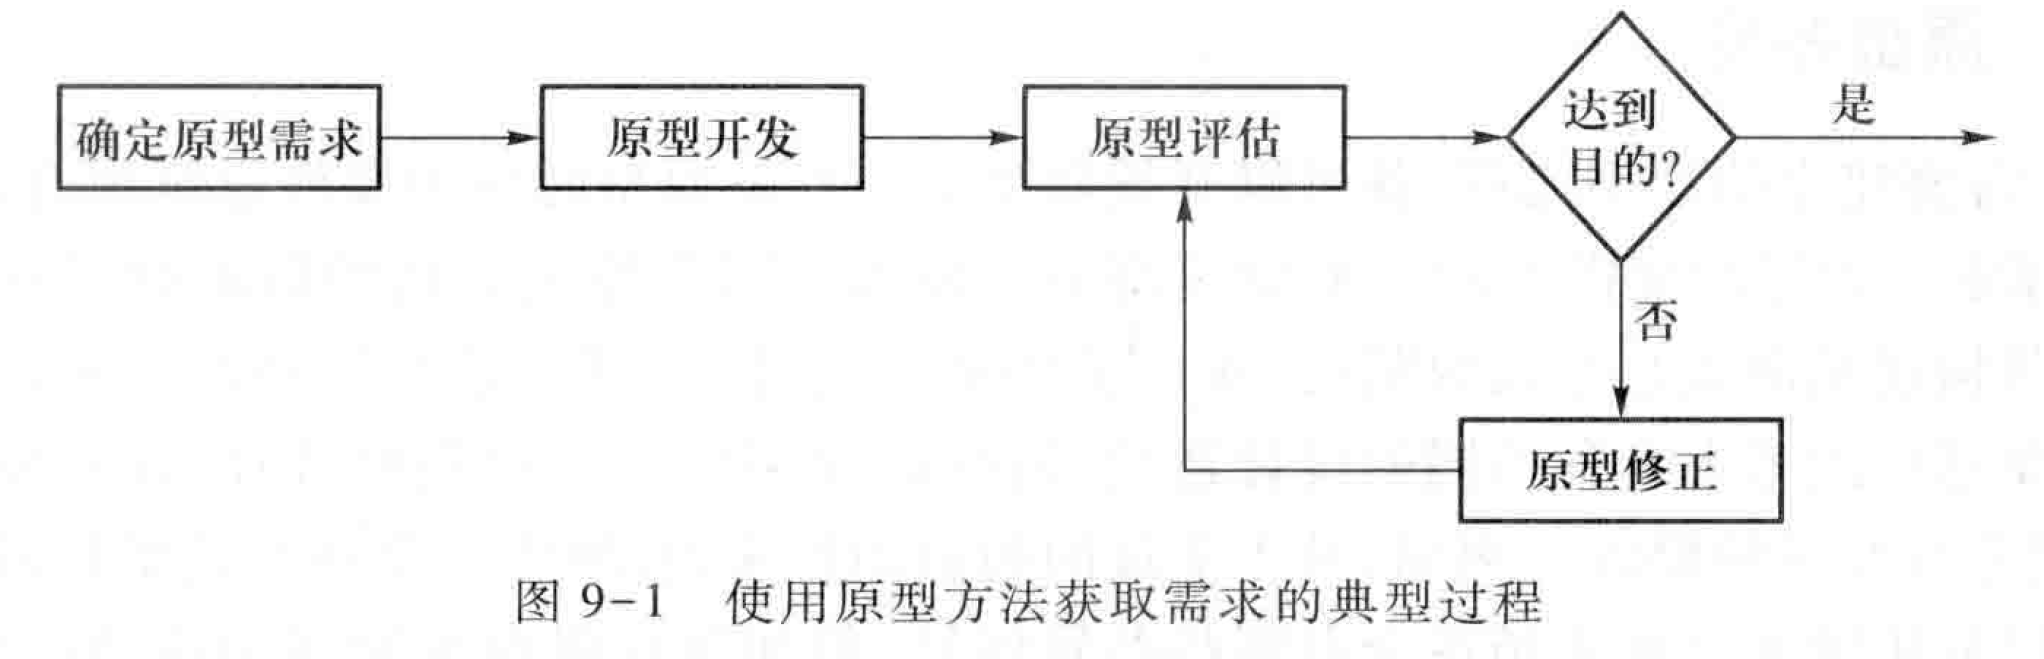 确定原型需求
原型开发
原型评估
达到
目的?
是
否
原型修正
图 9-1 使用原型方法获取需求的典型过程